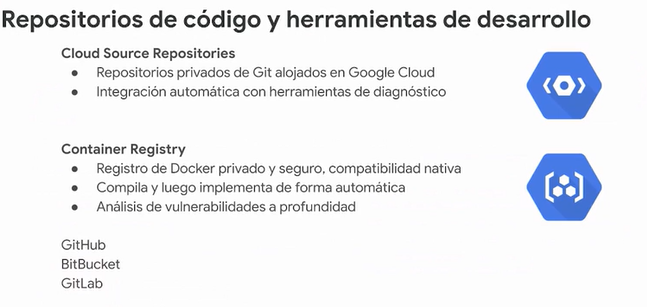 Repositorios de código y herramientas de desarrollo
Cloud Source Repositories
● Repositorios privados de Git alojados en Google Cloud
● Integración automática con herramientas de diagnóstico
Container Registry
● Registro de Docker privado y seguro, compatibilidad nativa
● Compila y luego implementa de forma automática
● Análisis de vulnerabilidades a profundidad
GitHub
BitBucket
GitLab